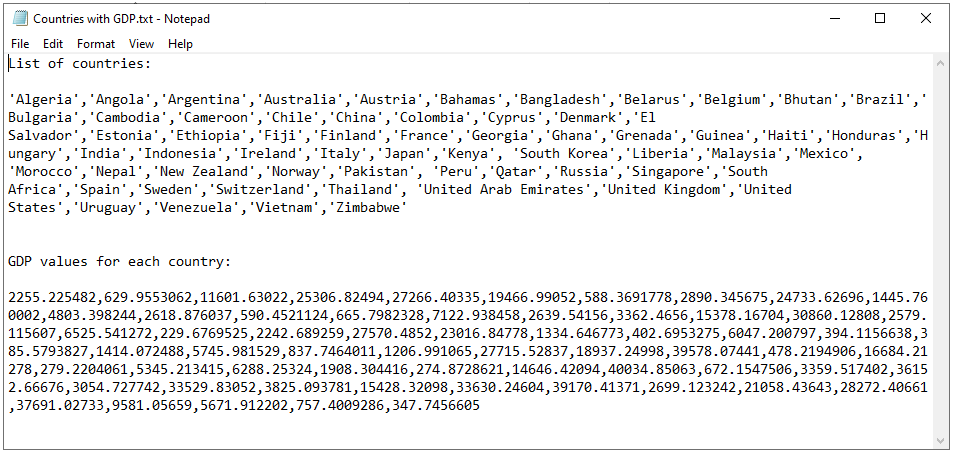 Countries with GDP.txt - Notepad
File Edit Format View Help
List of countries:
'Algeria','Angola','Argentina','Australia','Austria','Bahamas','Bangladesh','Belarus','Belgium','Bhutan','Brazil','
Bulgaria','Cambodia','Cameroon','Chile','China','Colombia','Cyprus','Denmark','El
Salvador','Estonia','Ethiopia','Fiji','Finland','France','Georgia','Ghana','Grenada','Guinea','Haiti','Honduras','H
ungary','India','Indonesia','Ireland','Italy','Japan','Kenya', 'South Korea','Liberia','Malaysia','Mexico',
'Morocco','Nepal','New Zealand','Norway','Pakistan', 'Peru','Qatar','Russia','Singapore','South
Africa','Spain','Sweden','Switzerland','Thailand', 'United Arab Emirates','United Kingdom','United
States','Uruguay','Venezuela','Vietnam','Zimbabwe'
GDP values for each country:
2255.225482,629.9553062,11601.63022,25306.82494,27266.40335,19466.99052,588.3691778,2890.345675,24733.62696,1445.76
0002,4803.398244,2618.876037,590.4521124,665.7982328,7122.938458,2639.54156,3362.4656,15378.16704,30860.12808,2579.
115607,6525.541272,229.6769525,2242.689259,27570.4852,23016.84778,1334.646773,402.6953275,6047.200797,394.1156638,3
85.5793827,1414.072488,5745.981529,837.7464011,1206.991065,27715.52837,18937.24998,39578.07441,478.2194906,16684.21
278,279.2204061,5345.213415,6288.25324,1908.304416,274.8728621,14646.42094,40034.85063,672.1547506,3359.517402,3615
2.66676,3054.727742,33529.83052,3825.093781,15428.32098,33630.24604,39170.41371,2699.123242,21058.43643,28272.40661
,37691.02733,9581.05659,5671.912202,757.4009286,347.7456605